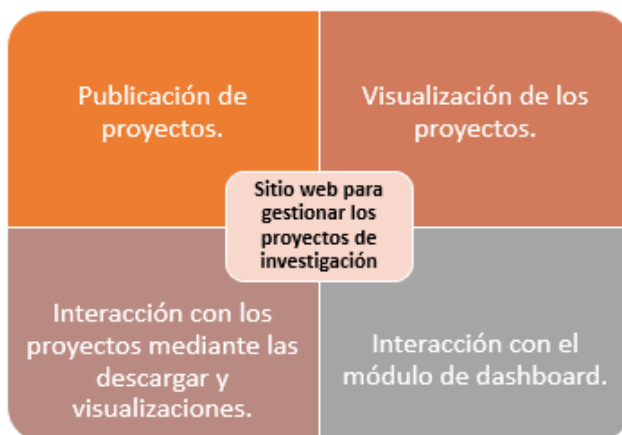 Publicación de
proyectos.
Visualización de los
proyectos.
Sitio web para
gestionar los
proyectos de
investigación
Interacción con los
proyectos mediante las
descargar y
visualizaciones.
Interacción con el
módulo de dashboard.